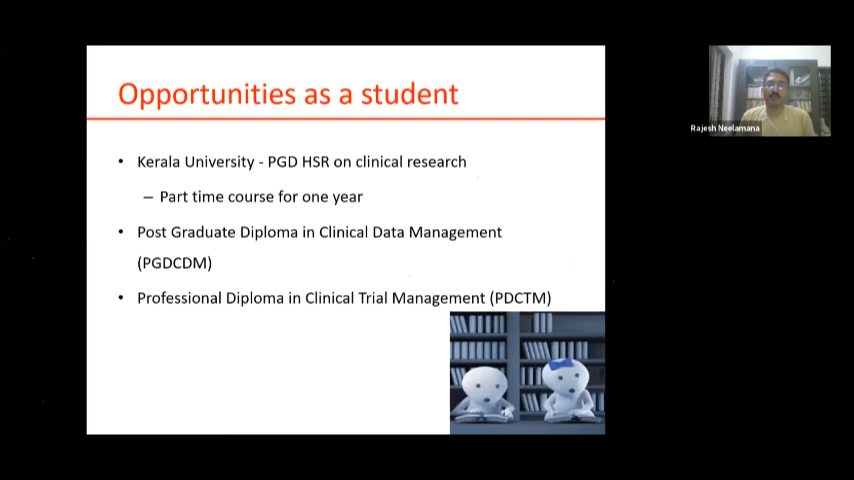 Opportunities as a student
• Kerala University - PGD HSR on clinical research
– Part time course for one year
• Post Graduate Diploma in Clinical Data Management
(PGDCDM)
• Professional Diploma in Clinical Trial Management (PDCTM)
Rajesh Neelamana